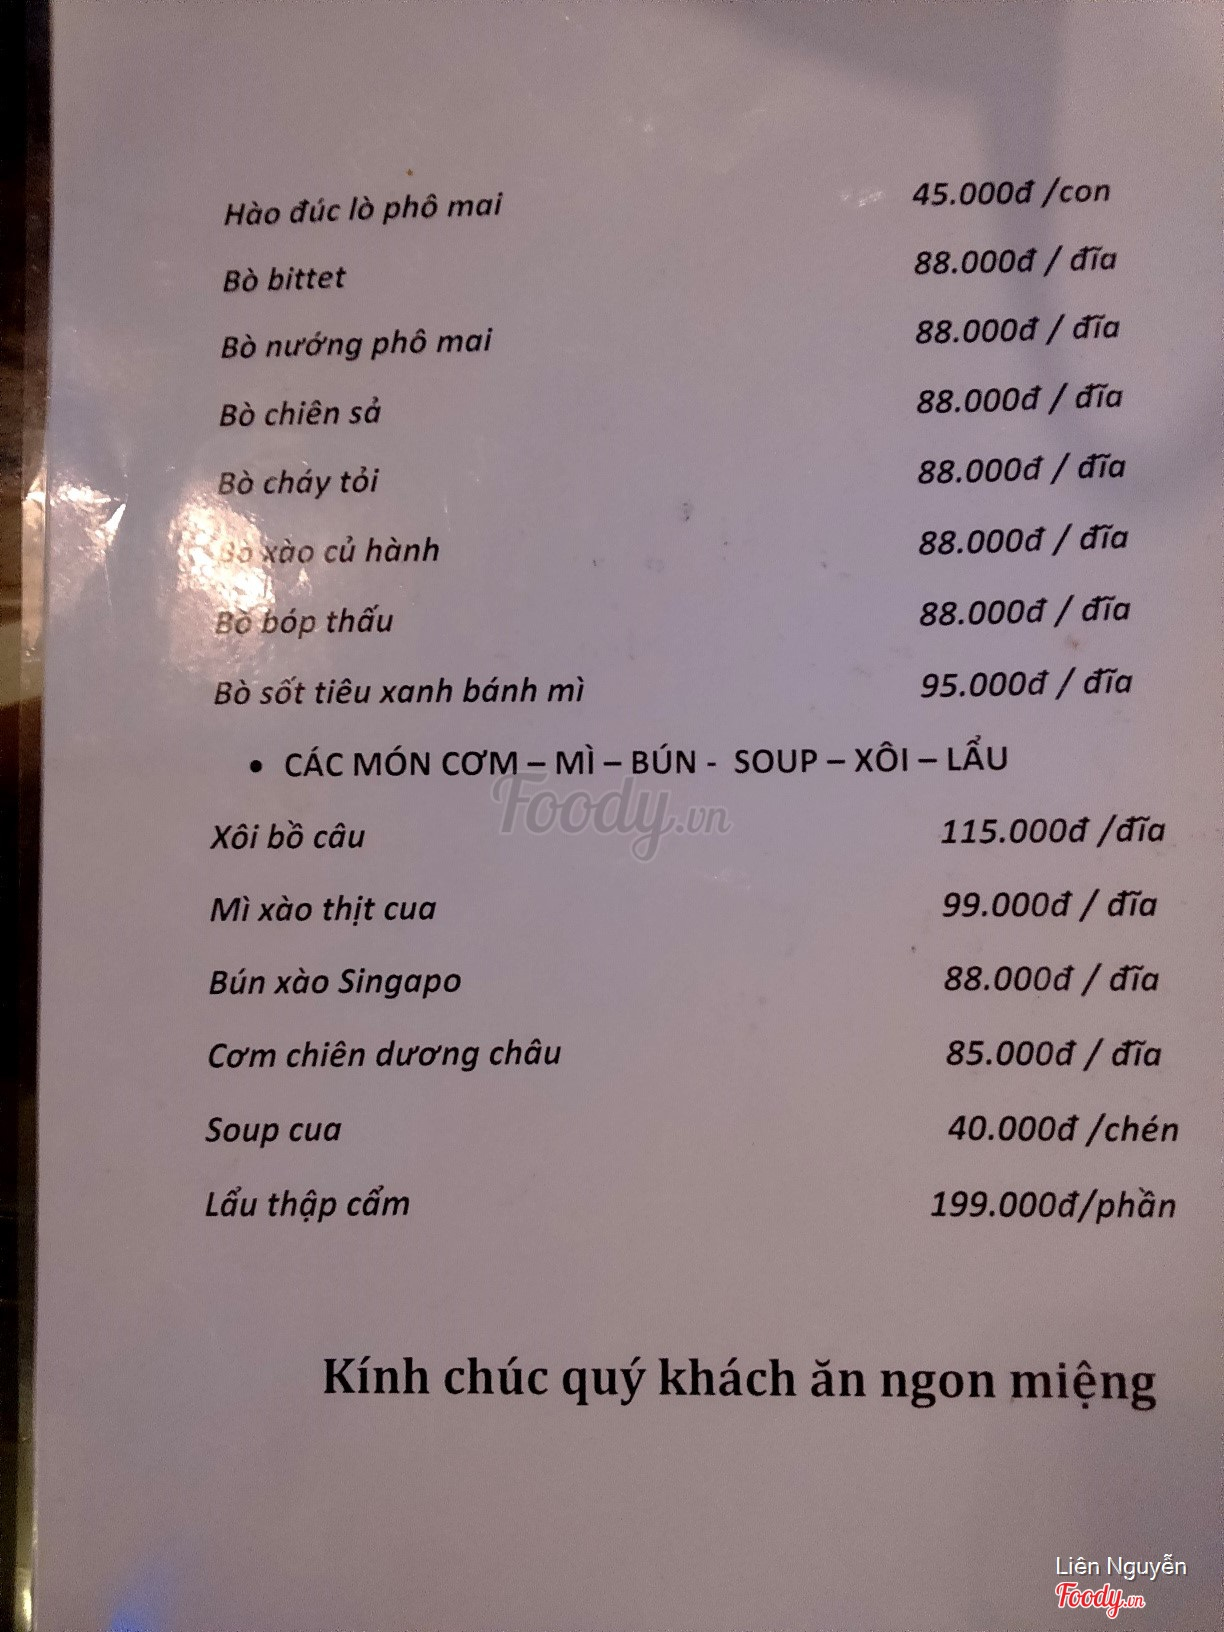 Hào đúc lò phô mai 45.000đ /con
Bò bittet 88.000đ / đĩa
Bò nướng phô mai 88.000đ / đĩa
Bò chiên sả 88.000đ / đĩa
Bò cháy tỏi 88.000đ / đĩa
Bò xào củ hành 88.000đ / đĩa
Bò bóp thấu 88.000đ / đĩa
Bò sốt tiêu xanh bánh mì 95.000đ / đĩa
• CÁC MÓN CƠM – MÌ – BÚN - SOUP – XÔI – LẨU
Xôi bồ câu 115.000đ /đĩa
Mì xào thịt cua 99.000đ / đĩa
Bún xào Singapo 88.000đ / đĩa
Cơm chiên dương châu 85.000đ / đĩa
Soup cua 40.000đ /chén
Lẩu thập cẩm 199.000đ/phần
Kính chúc quý khách ăn ngon miệng
Foody.vn
Liên Nguyễn
Foody.vn